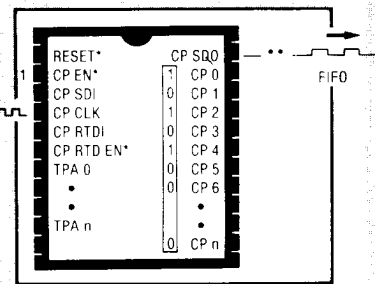 RESET* CP SDO
1 CP EN* 1 CP 0
CP SDI 0 CP 1
CP CLK 1 CP 2
CP RTDI 0 CP 3
CP RTD EN* 1 CP 4
TPA 0 0 CP 5
0 CP 6
TPA n
0 CP n
FIFO